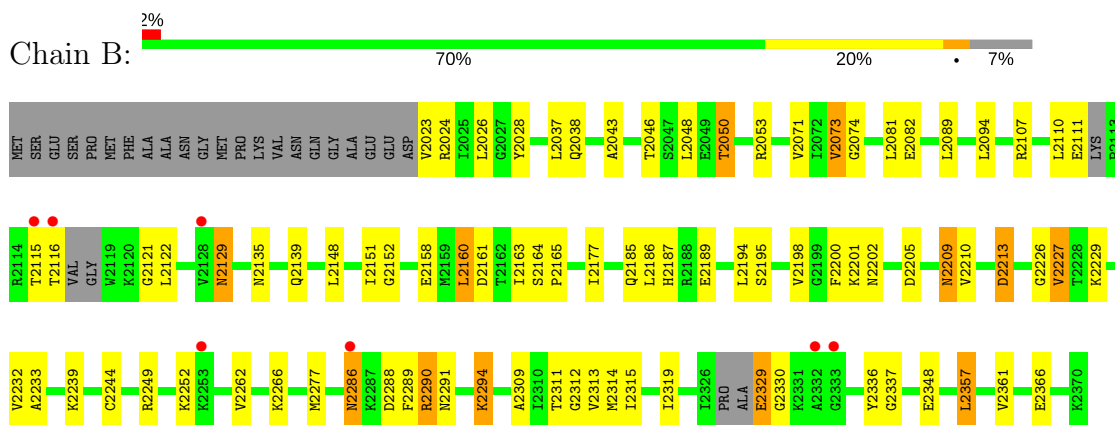 2%
Chain B:
70% 20% • 7%
MET SER GLU SER PRO MET PHE ALA ALA ASN GLY MET PRO LYS VAL ASN GLN GLY ALA GLU GLU ASP V2023 R2024 I2025 L2026 G2027 Y2028 L2037 Q2038 A2043 T2046 S2047 L2048 E2049 T2050 R2053 V2071 I2072 V2073 G2074 L2081 E2082 L2089 L2094 R2107 L2110 E2111 LYS R2113
R2114 T2115 T2116 VAL GLY W2119 K2120 G2121 L2122 V2128 N2129 N2135 Q2139 L2148 I2151 G2152 E2158 M2159 L2160 D2161 T2162 I2163 S2164 P2165 I2177 Q2185 L2186 H2187 R2188 E2189 L2194 S2195 V2198 G2199 F2200 K2201 N2202 D2205 N2209 V2210 D2213 G2226 V2227 T2228 K2229
V2232 A2233 K2239 C2244 R2249 K2252 K2253 V2262 K2266 M2277 N2286 K2287 D2288 F2289 R2290 N2291 K2294 A2309 I2310 T2311 G2312 V2313 M2314 I2315 I2319 I2326 PRO ALA E2329 G2330 K2331 A2332 G2333 Y2336 G2337 E2348 L2357 V2361 E2366 K2370